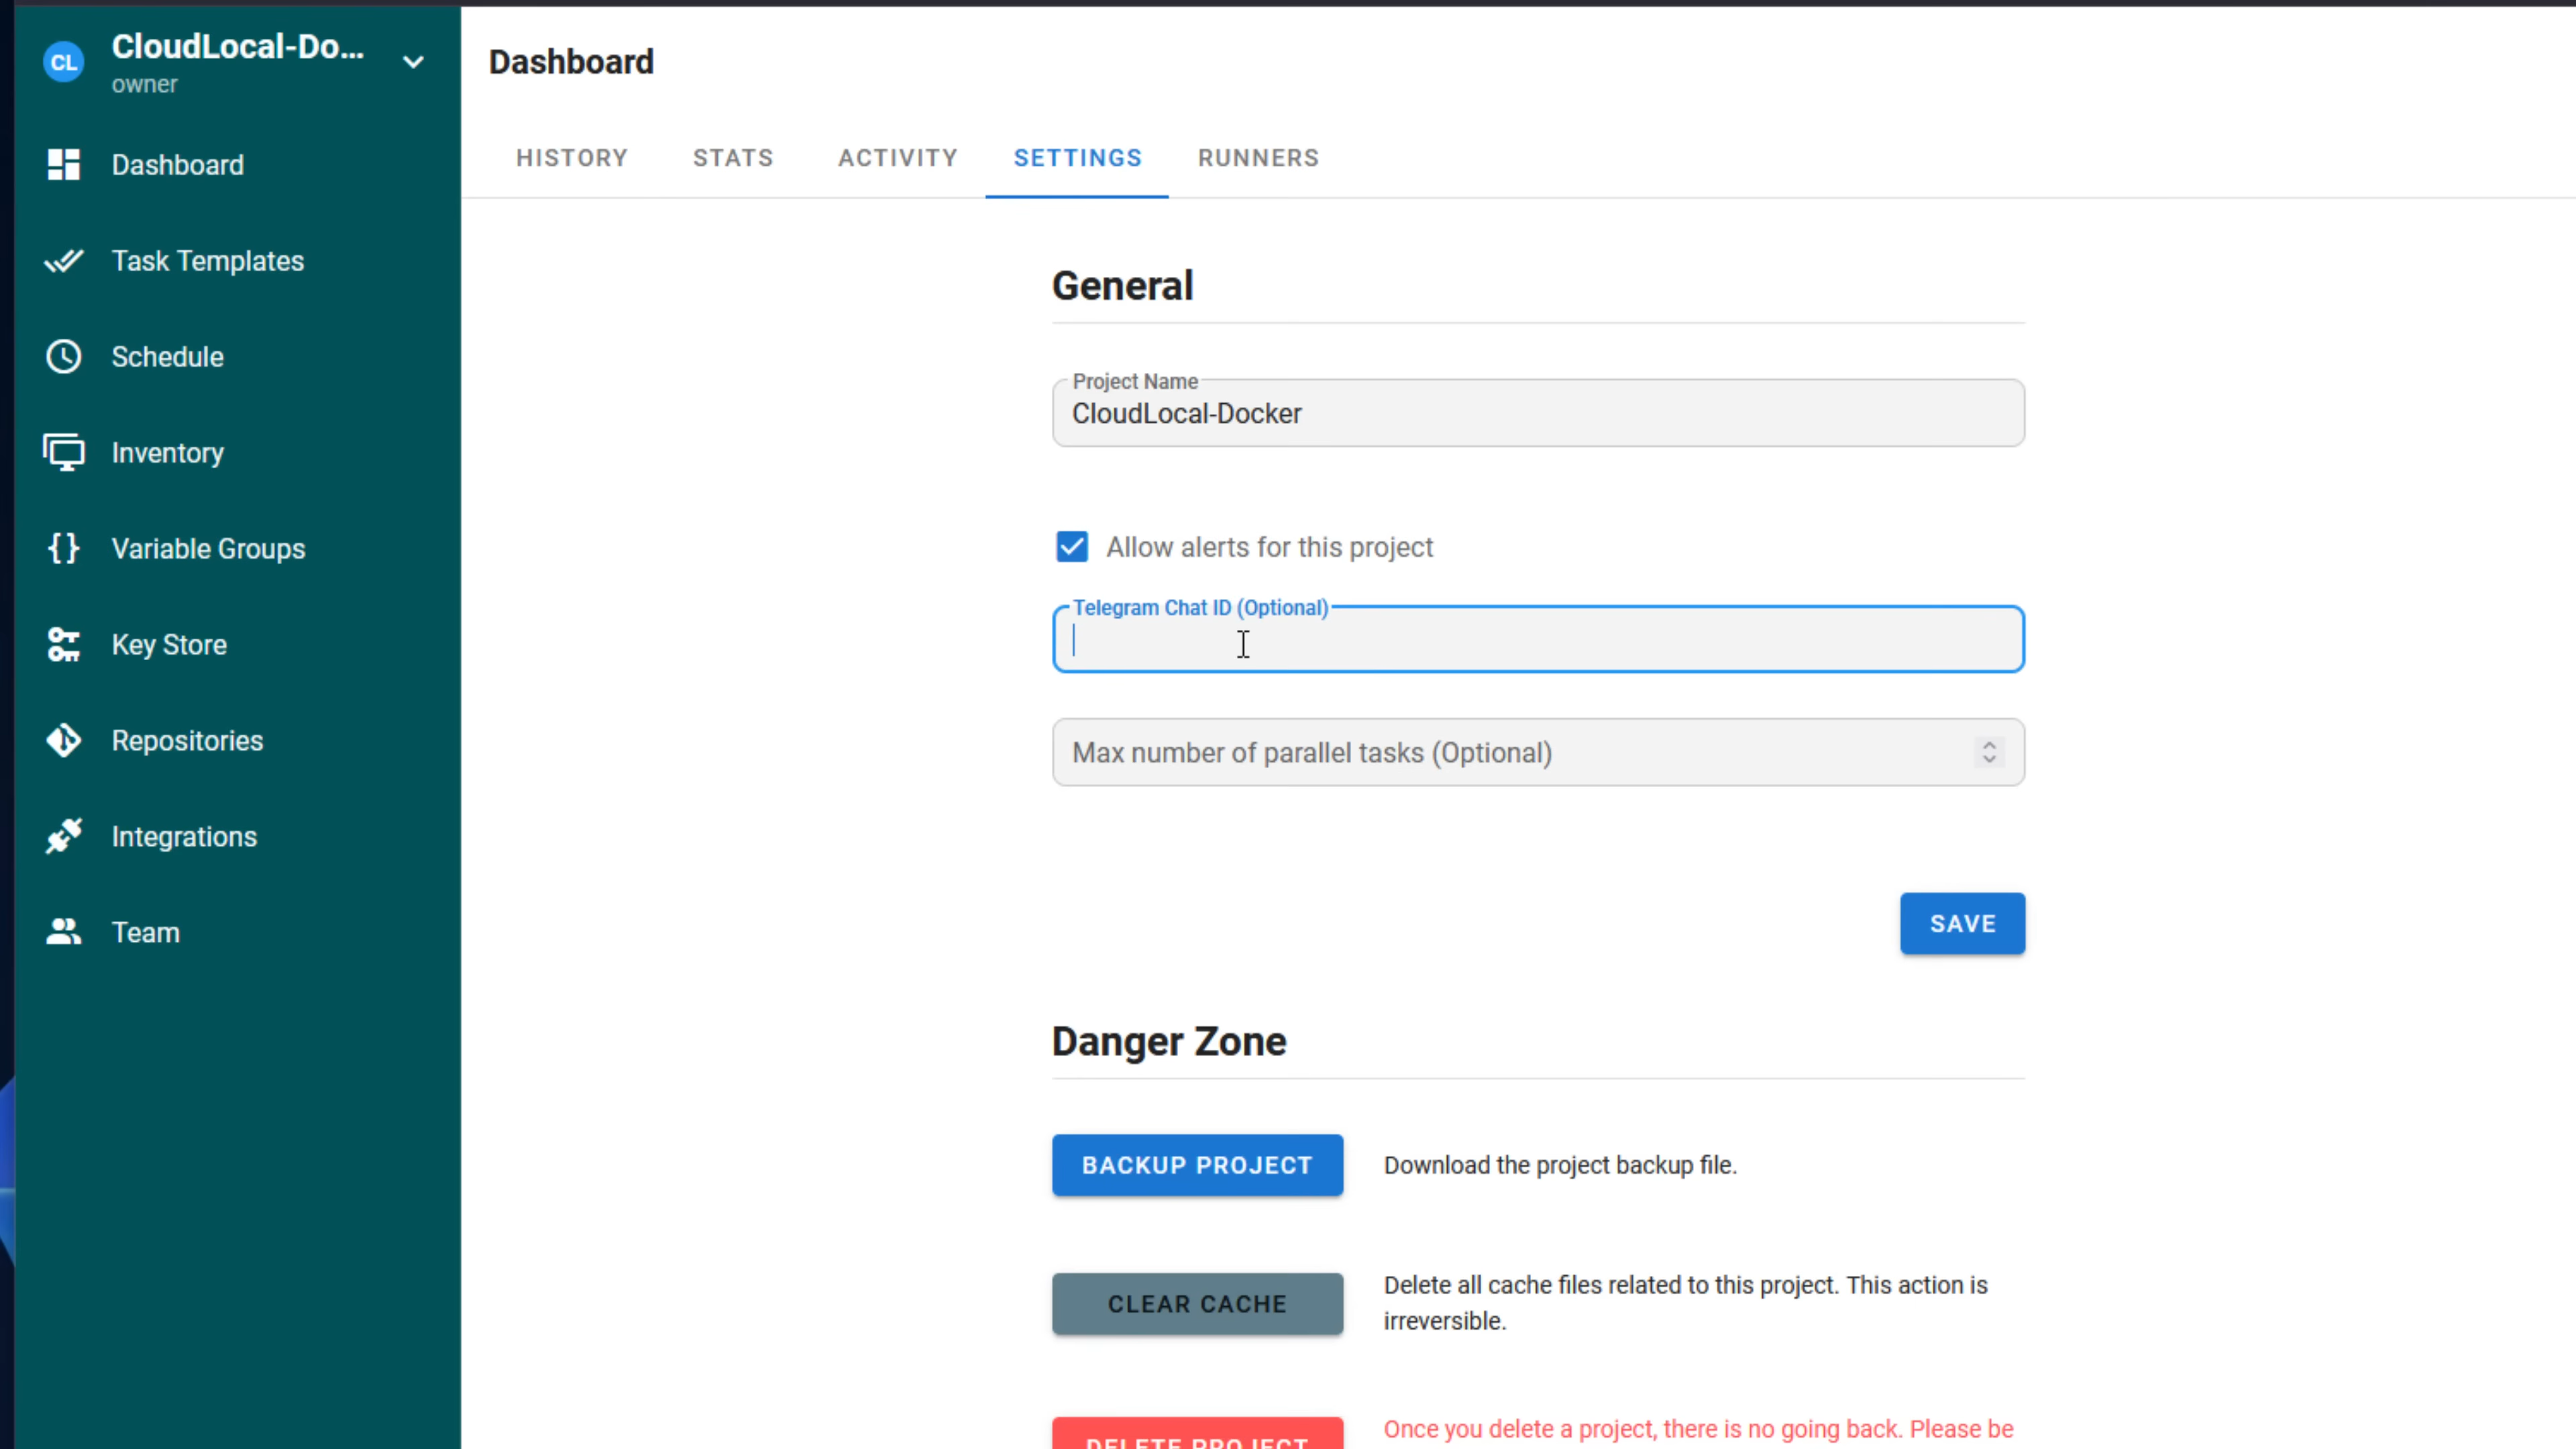 CL
CloudLocal-Do...
owner
Dashboard
Task Templates
Schedule
Inventory
Variable Groups
Key Store
Repositories
Integrations
Team
Dashboard
HISTORY
STATS
ACTIVITY
SETTINGS
RUNNERS
General
Project Name
CloudLocal-Docker
Allow alerts for this project
Telegram Chat ID (Optional)
Max number of parallel tasks (Optional)
SAVE
Danger Zone
BACKUP PROJECT
Download the project backup file.
CLEAR CACHE
Delete all cache files related to this project. This action is
irreversible.
DELETE PROJECT
Once you delete a project, there is no going back. Please be